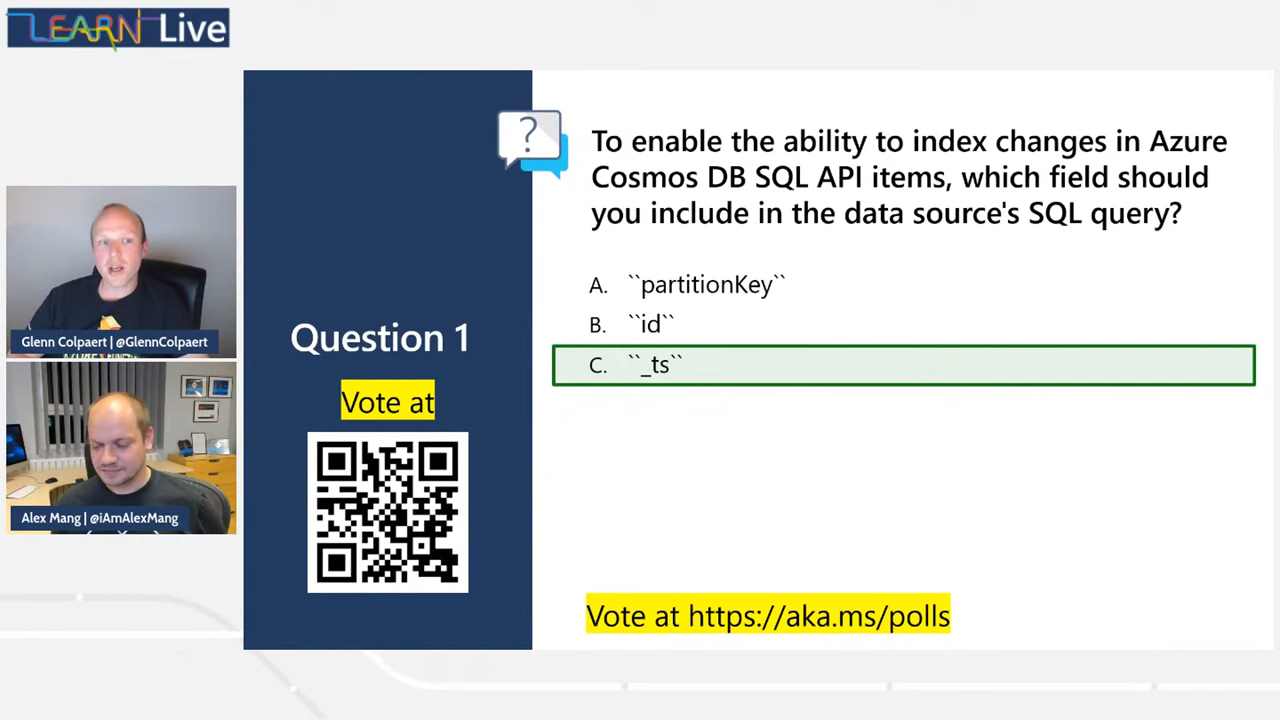 LEARN Live
?
To enable the ability to index changes in Azure
Cosmos DB SQL API items, which field should
you include in the data source's SQL query?
A. ``partitionKey``
B. ``id``
C. ``_ts``
Question 1
Vote at
Glenn Colpaert | @GlennColpaert
Alex Mang | @iAmAlexMang
Vote at https://aka.ms/polls